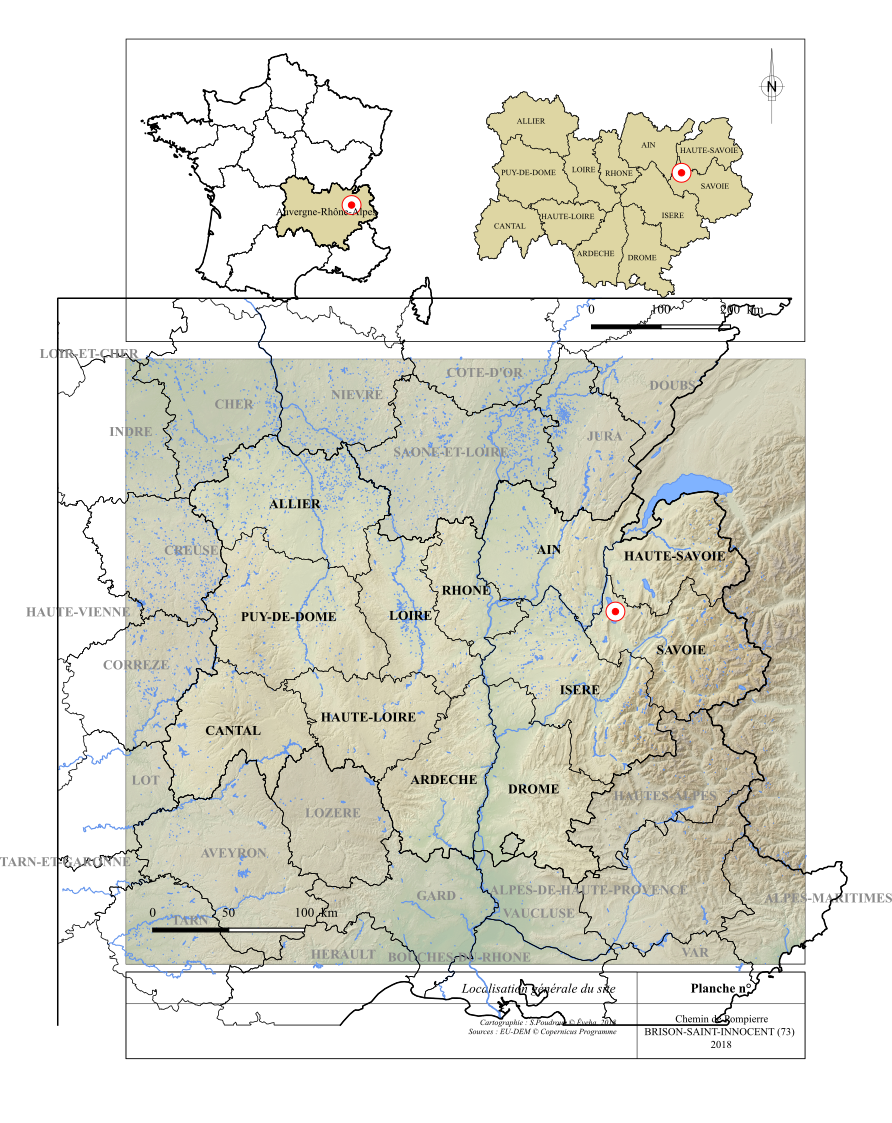 N
ALLIER
AIN
HAUTE-SAVOIE
PUY-DE-DOME
LOIRE
RHONE
SAVOIE
Auvergne-Rhône-Alpes
CANTAL
HAUTE-LOIRE
ISERE
ARDECHE
DROME
0 100 200 km
LOIR-ET-CHER
COTE-D'OR
DOUBS
NIEVRE
CHER
INDRE
JURA
SAONE-ET-LOIRE
ALLIER
CREUSE
AIN
HAUTE-SAVOIE
RHONE
HAUTE-VIENNE
PUY-DE-DOME
LOIRE
SAVOIE
CORREZE
ISERE
CANTAL
HAUTE-LOIRE
LOT
ARDECHE
DROME
HAUTES-ALPES
LOZERE
AVEYRON
TARN-ET-GARONNE
GARD
ALPES-DE-HAUTE-PROVENCE
ALPES-MARITIMES
VAUCLUSE
0 50 100 km
TARN
HERAULT
BOUCHES-DU-RHONE
VAR
Localisation générale du site
Planche n°
Cartographie : S.Poudroux © Éveha, 2018
Sources : EU-DEM © Copernicus Programme
Chemin de Pompierre
BRISON-SAINT-INNOCENT (73)
2018